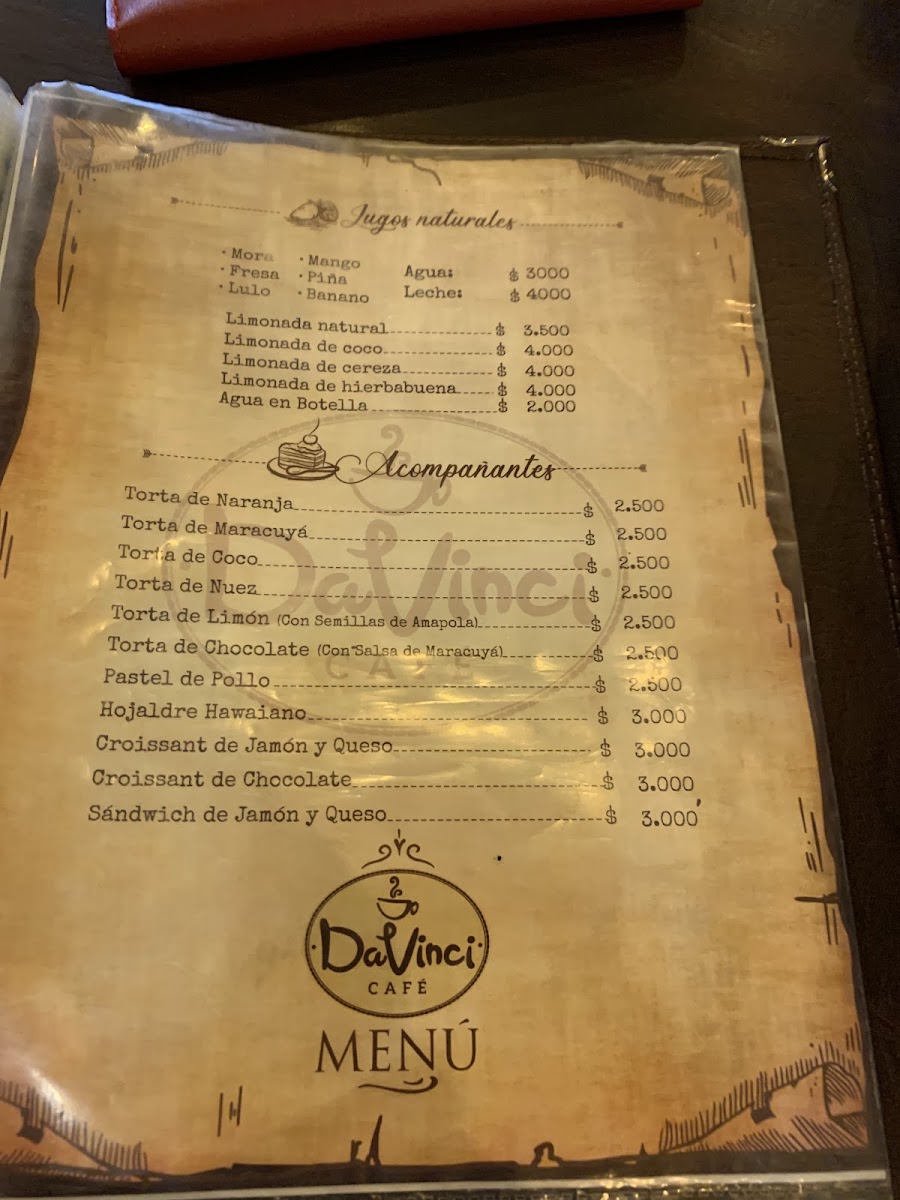 Jugos naturales
· Mora · Mango
· Fresa · Piña Agua: $ 3000
· Lulo · Banano Leche: $ 4000
Limonada natural $ 3.500
Limonada de coco $ 4.000
Limonada de cereza $ 4.000
Limonada de hierbabuena $ 4.000
Agua en Botella $ 2.000
Acompañantes
Torta de Naranja $ 2.500
Torta de Maracuyá $ 2.500
Torta de Coco $ 2.500
Torta de Nuez $ 2.500
Torta de Limón (Con Semillas de Amapola) $ 2.500
Torta de Chocolate (Con Salsa de Maracuyá) $ 2.500
Pastel de Pollo $ 2.500
Hojaldre Hawaiano $ 3.000
Croissant de Jamón y Queso $ 3.000
Croissant de Chocolate $ 3.000
Sándwich de Jamón y Queso $ 3.000
DaVinci
CAFÉ
DaVinci
CAFÉ
MENÚ